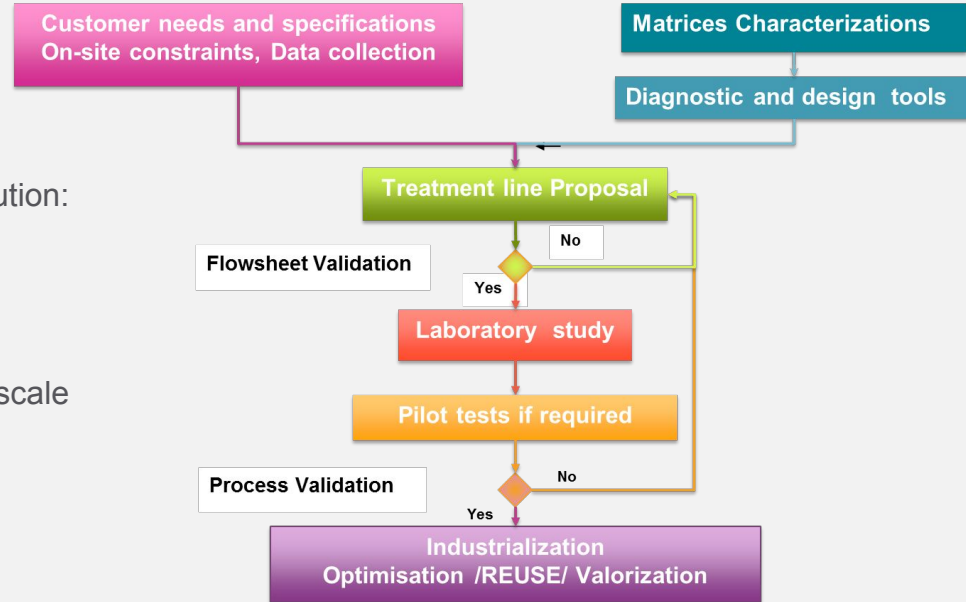 Customer needs and specifications
On-site constraints, Data collection
Matrices Characterizations
Diagnostic and design tools
ution:
Treatment line Proposal
No
Flowsheet Validation
Yes
Laboratory study
scale
Pilot tests if required
Process Validation
No
Yes
Industrialization
Optimisation /REUSE/ Valorization